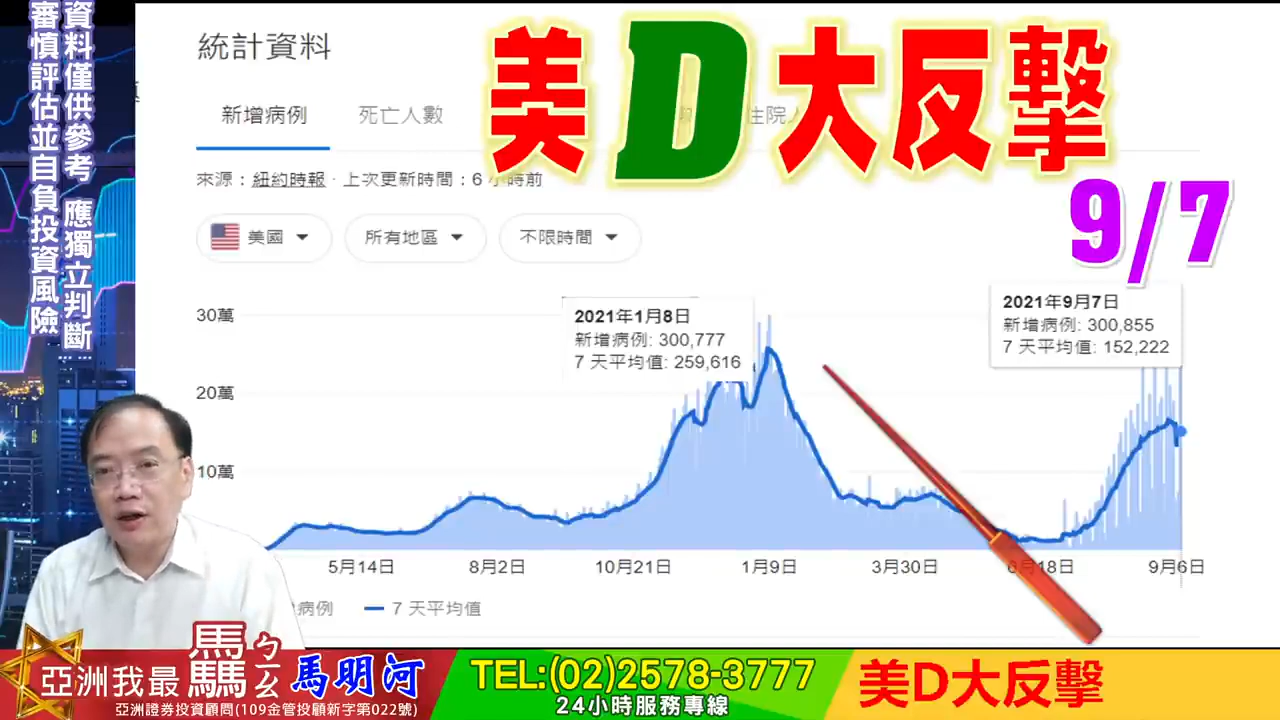 資料僅供參考 應獨立判斷
審慎評估並自負投資風險
統計資料
美D大反擊
9/7
新增病例
死亡人數
住院
來源：紐約時報 · 上次更新時間：6 小時前
美國
所有地區
不限時間
30萬
20萬
10萬
2021年1月8日
新增病例: 300,777
7 天平均值: 259,616
2021年9月7日
新增病例: 300,855
7 天平均值: 152,222
5月14日
8月2日
10月21日
1月9日
3月30日
6月18日
9月6日
病例
7 天平均值
亞洲我最驫ㄅㄧㄠ馬明河
亞洲證券投資顧問(109金管投顧新字第022號)
TEL:(02)2578-3777
24小時服務專線
美D大反擊